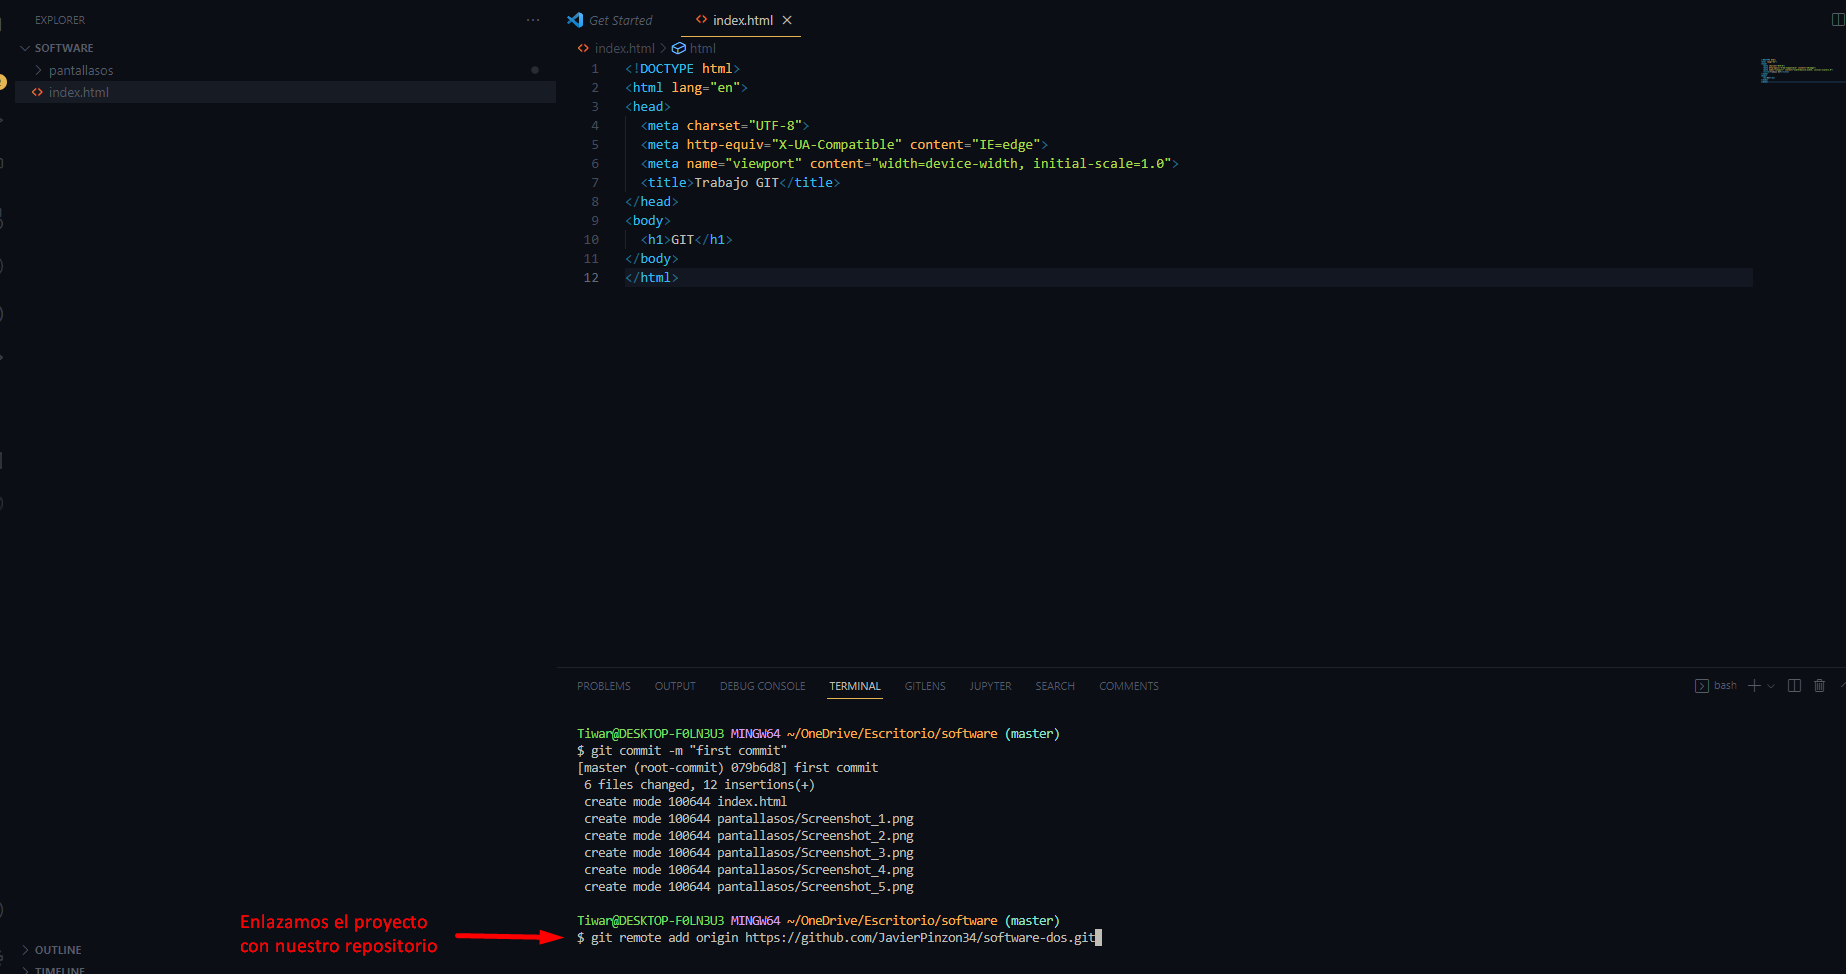 EXPLORER
SOFTWARE
pantallasos
index.html
Get Started
index.html
index.html > html
1 <!DOCTYPE html>
2 <html lang="en">
3 <head>
4 <meta charset="UTF-8">
5 <meta http-equiv="X-UA-Compatible" content="IE=edge">
6 <meta name="viewport" content="width=device-width, initial-scale=1.0">
7 <title>Trabajo GIT</title>
8 </head>
9 <body>
10 <h1>GIT</h1>
11 </body>
12 </html>
PROBLEMS OUTPUT DEBUG CONSOLE TERMINAL GITLENS JUPYTER SEARCH COMMENTS
bash
Tiwar@DESKTOP-F0LN3U3 MINGW64 ~/OneDrive/Escritorio/software (master)
$ git commit -m "first commit"
[master (root-commit) 079b6d8] first commit
6 files changed, 12 insertions(+)
create mode 100644 index.html
create mode 100644 pantallasos/Screenshot_1.png
create mode 100644 pantallasos/Screenshot_2.png
create mode 100644 pantallasos/Screenshot_3.png
create mode 100644 pantallasos/Screenshot_4.png
create mode 100644 pantallasos/Screenshot_5.png
Tiwar@DESKTOP-F0LN3U3 MINGW64 ~/OneDrive/Escritorio/software (master)
$ git remote add origin https://github.com/JavierPinzon34/software-dos.git
Enlazamos el proyecto
con nuestro repositorio
OUTLINE
TIMELINE